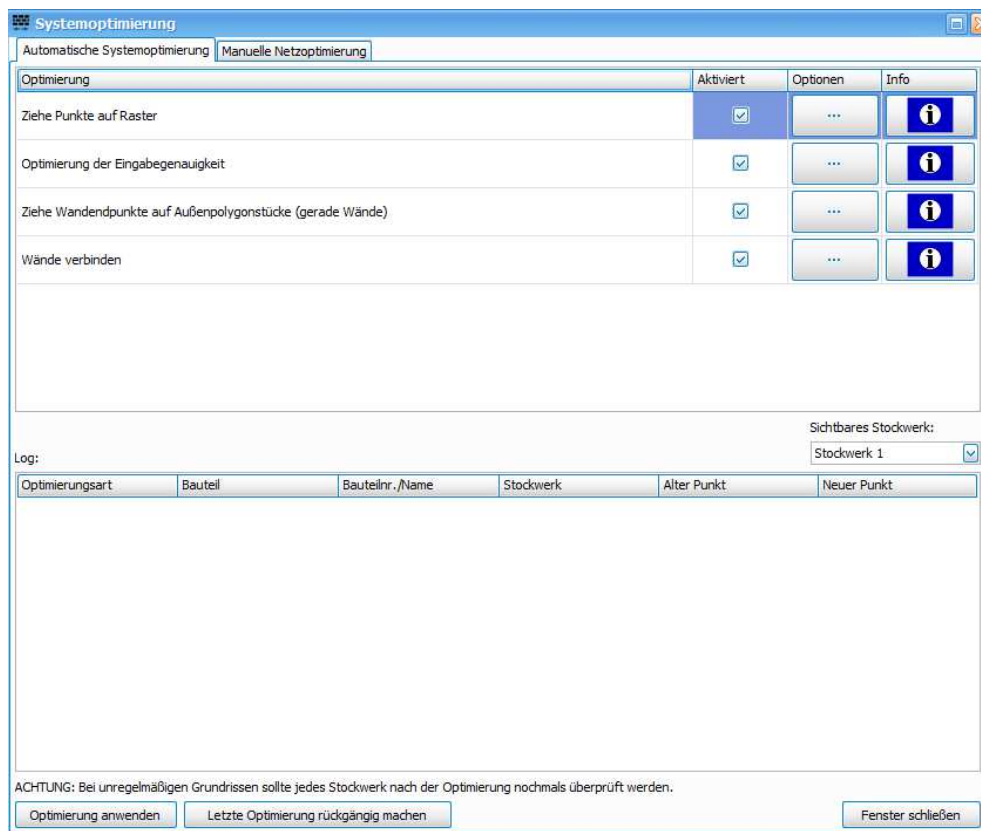 Systemoptimierung
Automatische Systemoptimierung Manuelle Netzoptimierung
Optimierung Aktiviert Optionen Info
Ziehe Punkte auf Raster ... i
Optimierung der Eingabegenauigkeit ... i
Ziehe Wandendpunkte auf Außenpolygonstücke (gerade Wände) ... i
Wände verbinden ... i
Sichtbares Stockwerk:
Log: Stockwerk 1
Optimierungsart Bauteil Bauteilnr./Name Stockwerk Alter Punkt Neuer Punkt
ACHTUNG: Bei unregelmäßigen Grundrissen sollte jedes Stockwerk nach der Optimierung nochmals überprüft werden.
Optimierung anwenden Letzte Optimierung rückgängig machen Fenster schließen